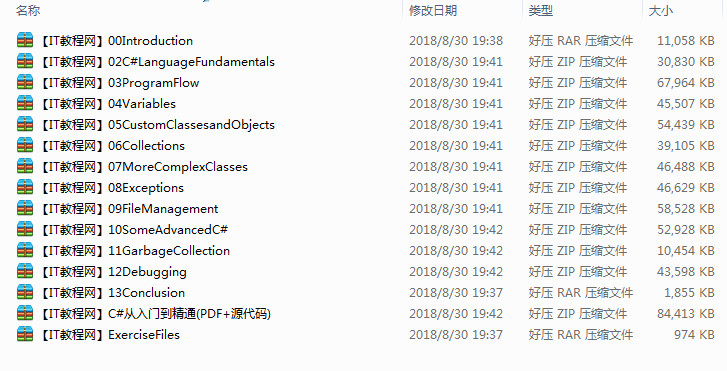 名称 修改日期 类型 大小
【IT教程网】00Introduction 2018/8/30 19:38 好压 RAR 压缩文件 11,058 KB
【IT教程网】02C#LanguageFundamentals 2018/8/30 19:41 好压 ZIP 压缩文件 30,830 KB
【IT教程网】03ProgramFlow 2018/8/30 19:41 好压 ZIP 压缩文件 67,964 KB
【IT教程网】04Variables 2018/8/30 19:41 好压 ZIP 压缩文件 45,507 KB
【IT教程网】05CustomClassesandObjects 2018/8/30 19:41 好压 ZIP 压缩文件 54,439 KB
【IT教程网】06Collections 2018/8/30 19:41 好压 ZIP 压缩文件 39,105 KB
【IT教程网】07MoreComplexClasses 2018/8/30 19:41 好压 ZIP 压缩文件 46,488 KB
【IT教程网】08Exceptions 2018/8/30 19:41 好压 ZIP 压缩文件 46,629 KB
【IT教程网】09FileManagement 2018/8/30 19:41 好压 ZIP 压缩文件 58,528 KB
【IT教程网】10SomeAdvancedC# 2018/8/30 19:42 好压 ZIP 压缩文件 52,928 KB
【IT教程网】11GarbageCollection 2018/8/30 19:42 好压 ZIP 压缩文件 10,454 KB
【IT教程网】12Debugging 2018/8/30 19:42 好压 ZIP 压缩文件 43,598 KB
【IT教程网】13Conclusion 2018/8/30 19:37 好压 RAR 压缩文件 1,855 KB
【IT教程网】C#从入门到精通(PDF+源代码) 2018/8/30 19:42 好压 ZIP 压缩文件 84,413 KB
【IT教程网】ExerciseFiles 2018/8/30 19:37 好压 RAR 压缩文件 974 KB